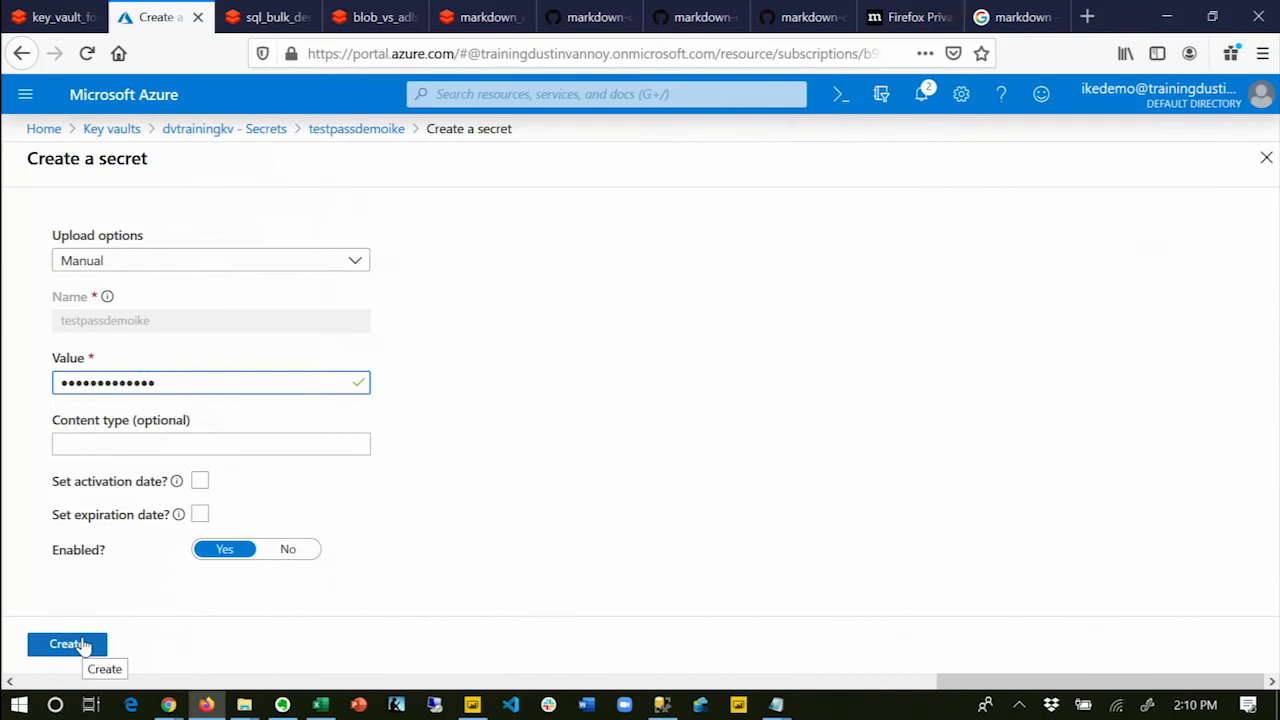 key_vault_fo
Create a
sql_bulk_de
blob_vs_adl
markdown_
markdown-
markdown-
markdown-
Firefox Priva
markdown -
https://portal.azure.com/#@trainingdustinvannoy.onmicrosoft.com/resource/subscriptions/b9
Microsoft Azure
Search resources, services, and docs (G+/)
2
ikedemo@trainingdusti...
DEFAULT DIRECTORY
Home > Key vaults > dvtrainingkv - Secrets > testpassdemoike > Create a secret
Create a secret
Upload options
Manual
Name *
testpassdemoike
Value *
•••••••••••••
Content type (optional)
Set activation date?
Set expiration date?
Enabled?
Yes
No
Create
Create
2:10 PM